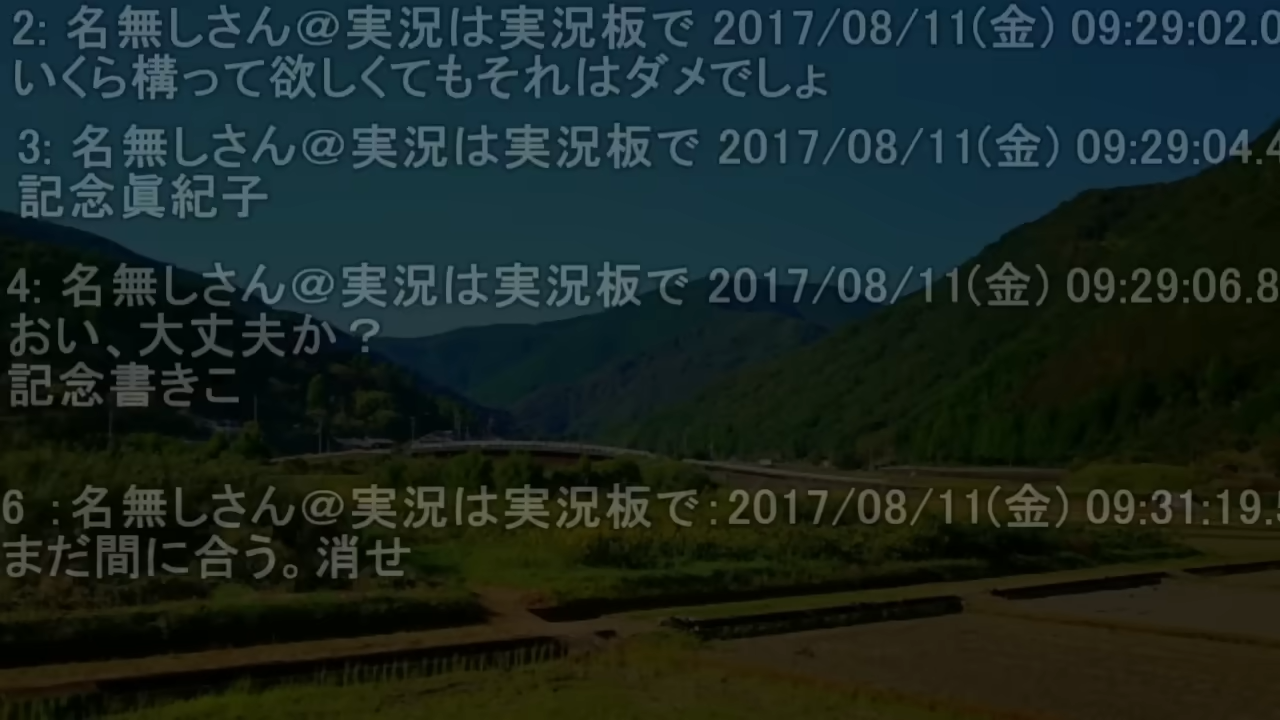 2: 名無しさん＠実況は実況板で 2017/08/11(金) 09:29:02.0
いくら構って欲しくてもそれはダメでしょ
3: 名無しさん＠実況は実況板で 2017/08/11(金) 09:29:04.4
記念眞紀子
4: 名無しさん＠実況は実況板で 2017/08/11(金) 09:29:06.8
おい、大丈夫か？
記念書きこ
6 :名無しさん＠実況は実況板で:2017/08/11(金) 09:31:19.
まだ間に合う。消せ